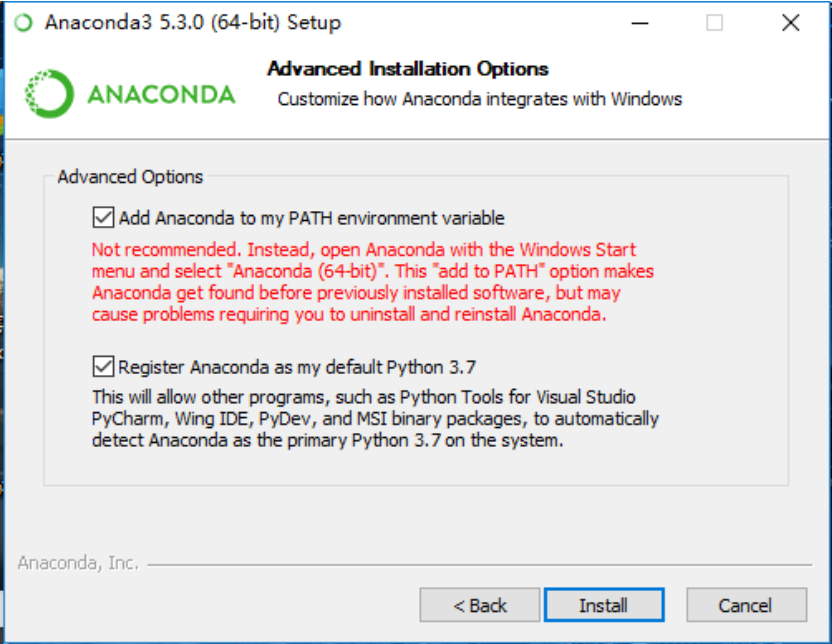 Anaconda3 5.3.0 (64-bit) Setup
ANACONDA
Advanced Installation Options
Customize how Anaconda integrates with Windows
Advanced Options
Add Anaconda to my PATH environment variable
Not recommended. Instead, open Anaconda with the Windows Start
menu and select "Anaconda (64-bit)". This "add to PATH" option makes
Anaconda get found before previously installed software, but may
cause problems requiring you to uninstall and reinstall Anaconda.
Register Anaconda as my default Python 3.7
This will allow other programs, such as Python Tools for Visual Studio
PyCharm, Wing IDE, PyDev, and MSI binary packages, to automatically
detect Anaconda as the primary Python 3.7 on the system.
Anaconda, Inc.
< Back
Install
Cancel